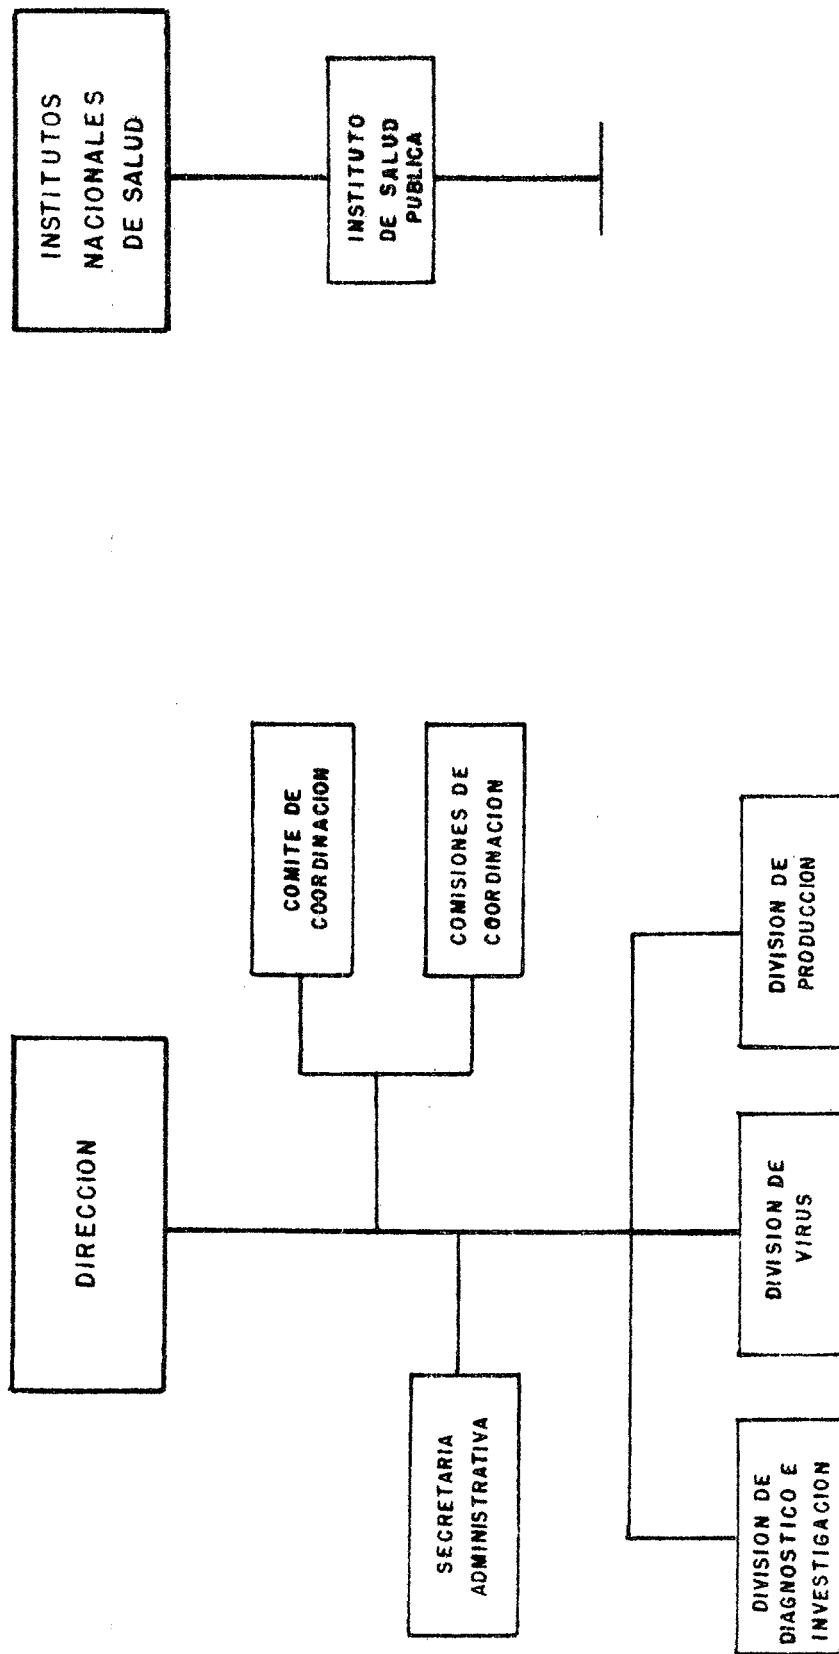 DIRECCION
SECRETARIA
ADMINISTRATIVA
COMITE DE
COORDINACION
COMISIONES DE
COORDINACION
DIVISION DE
DIAGNOSTICO E
INVESTIGACION
DIVISION DE
VIRUS
DIVISION DE
PRODUCCION
INSTITUTOS
NACIONALES
DE SALUD
INSTITUTO
DE SALUD
PUBLICA